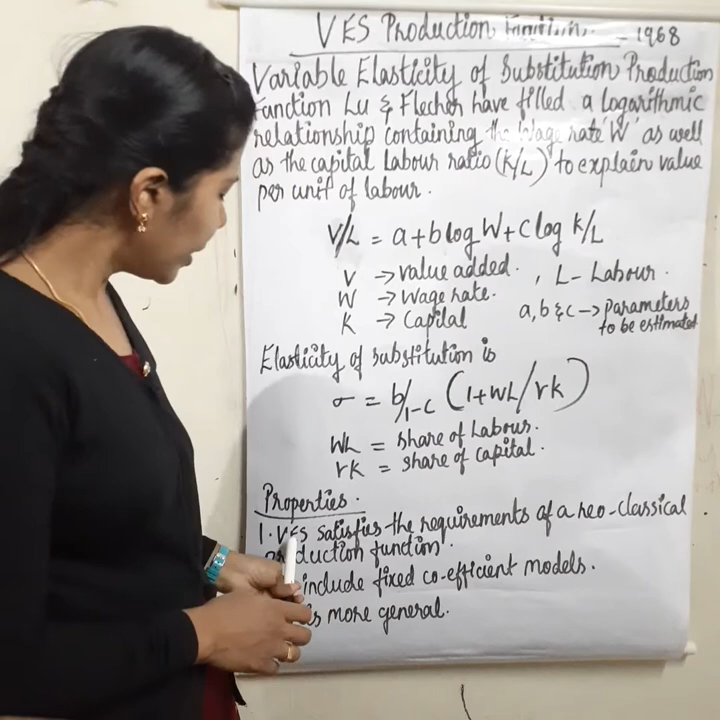 VES Production Function. - 1968
Variable Elasticity of Substitution Production
Function Lu & Flecher have filled a logarithmic
relationship containing the Wage rate 'W' as well
as the capital Labour ratio (K/L) to explain value
per unit of labour.
V/L = a+b log W+c log K/L
V → value added. , L - Labour.
W → Wage rate.
K → Capital
a, b & c → Parameters
to be estimated
Elasticity of substitution is
σ = b/1-c (1+WL/rk)
WL = share of Labour.
rk = share of capital.
Properties.
1. VES satisfies the requirements of a neo-classical
production function.
include fixed co-efficient models.
is more general.